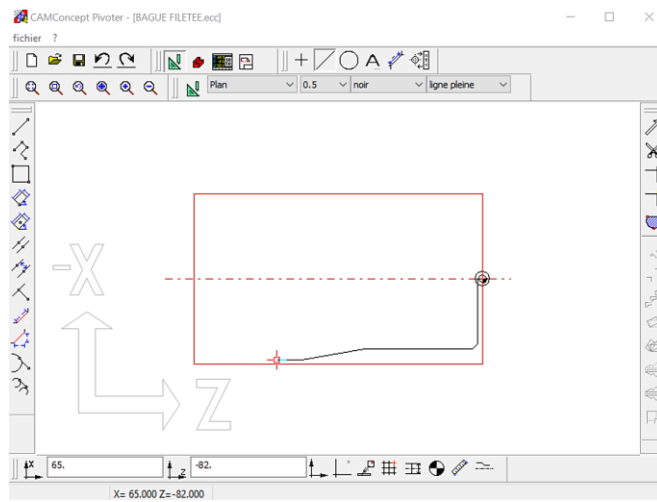 CAMConcept Pivoter - [BAGUE FILETEE.ecc]
fichier ?
A
Plan 0.5 noir ligne pleine
-X
Z
X 65. Z -82.
X= 65.000 Z=-82.000